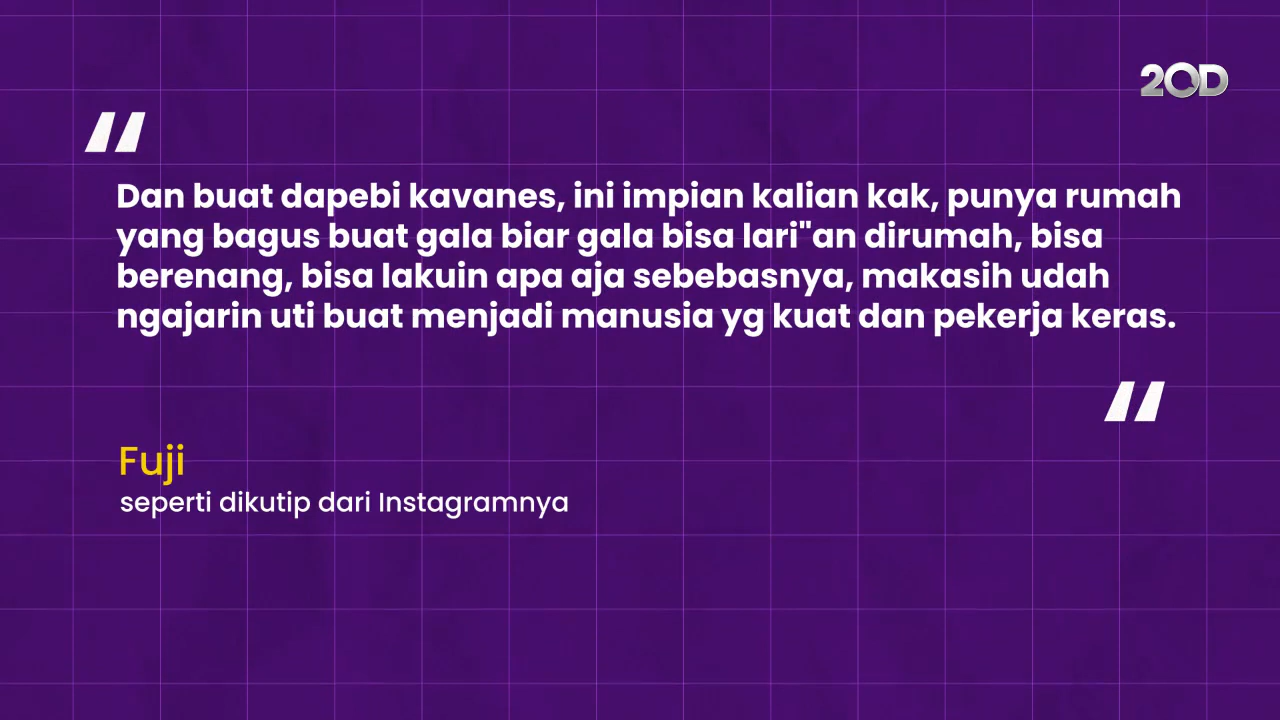 20D
"
Dan buat dapebi kavanes, ini impian kalian kak, punya rumah
yang bagus buat gala biar gala bisa lari"an dirumah, bisa
berenang, bisa lakuin apa aja sebebasnya, makasih udah
ngajarin uti buat menjadi manusia yg kuat dan pekerja keras.
"
Fuji
seperti dikutip dari Instagramnya